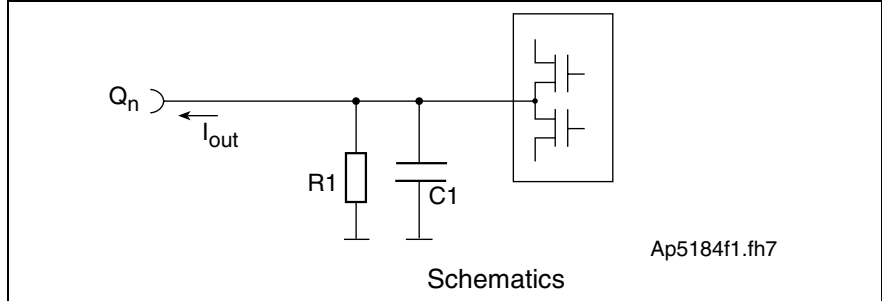 Qn
Iout
R1
C1
Ap5184f1.fh7
Schematics